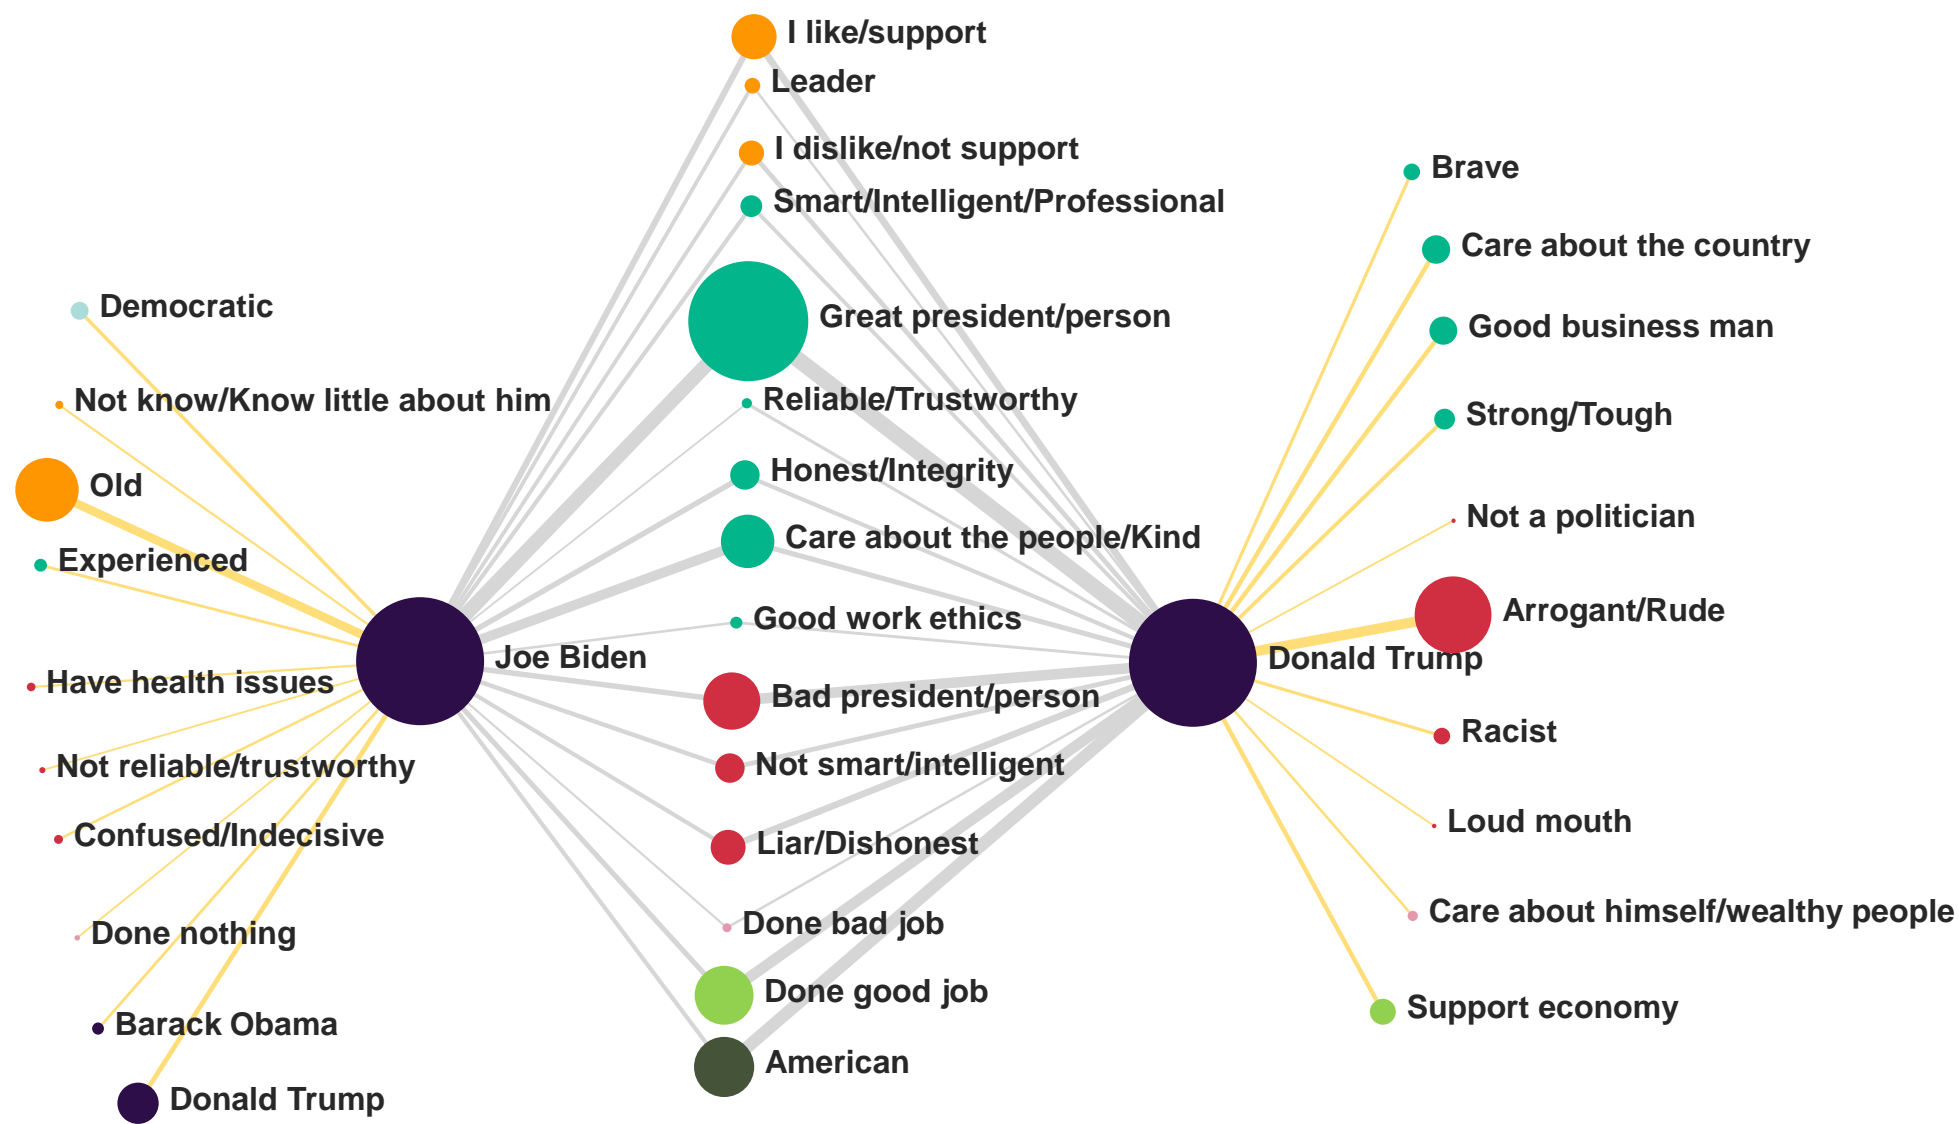 I like/support
Leader
I dislike/not support
Smart/Intelligent/Professional
Great president/person
Reliable/Trustworthy
Honest/Integrity
Care about the people/Kind
Good work ethics
Bad president/person
Not smart/intelligent
Liar/Dishonest
Done bad job
Done good job
American
Democratic
Not know/Know little about him
Old
Experienced
Joe Biden
Have health issues
Not reliable/trustworthy
Confused/Indecisive
Done nothing
Barack Obama
Donald Trump
Brave
Care about the country
Good business man
Strong/Tough
Not a politician
Arrogant/Rude
Donald Trump
Racist
Loud mouth
Care about himself/wealthy people
Support economy